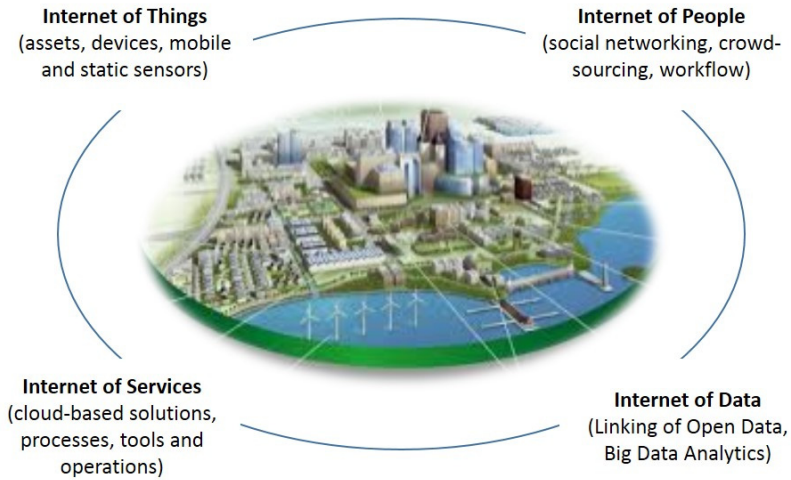 Internet of Things
(assets, devices, mobile
and static sensors)
Internet of People
(social networking, crowd-
sourcing, workflow)
Internet of Services
(cloud-based solutions,
processes, tools and
operations)
Internet of Data
(Linking of Open Data,
Big Data Analytics)